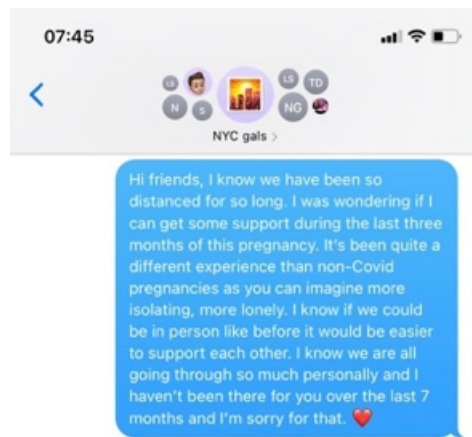 07:45
LS
N
S
LS
TD
NG
NYC gals >
Hi friends, I know we have been so
distanced for so long. I was wondering if I
can get some support during the last three
months of this pregnancy. It's been quite a
different experience than non-Covid
pregnancies as you can imagine more
isolating, more lonely. I know if we could
be in person like before it would be easier
to support each other. I know we are all
going through so much personally and I
haven't been there for you over the last 7
months and I'm sorry for that. ❤️